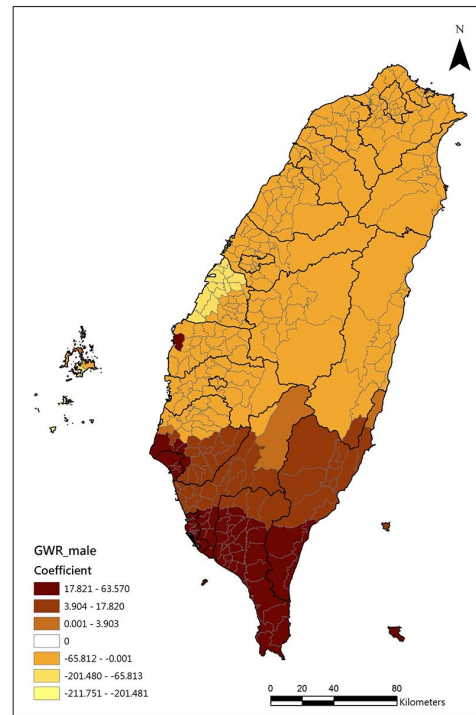 N
GWR_male
Coefficient
17.821 - 63.570
3.904 - 17.820
0.001 - 3.903
0
-65.812 - -0.001
-201.480 - -65.813
-211.751 - -201.481
0 20 40 80
Kilometers